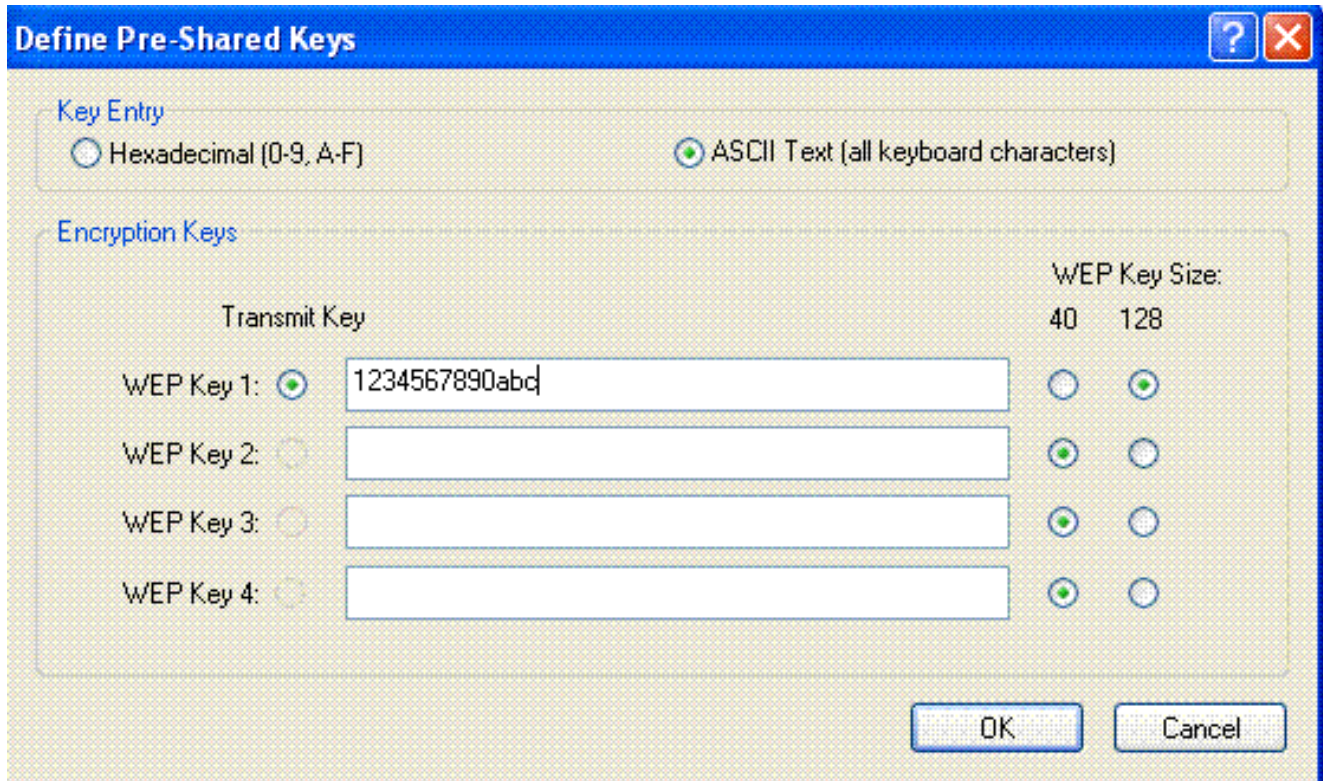 Define Pre-Shared Keys
Key Entry
Hexadecimal (0-9, A-F) ASCII Text (all keyboard characters)
Encryption Keys
WEP Key Size:
Transmit Key 40 128
WEP Key 1: 1234567890abc
WEP Key 2:
WEP Key 3:
WEP Key 4:
OK Cancel